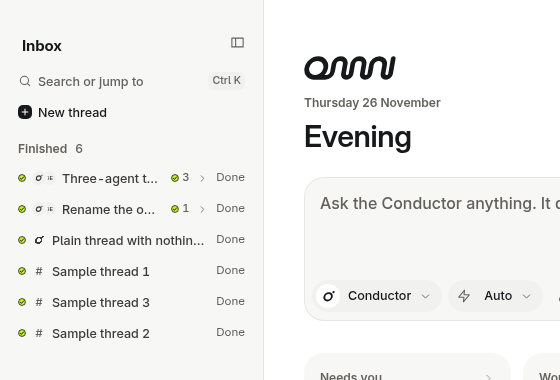 Inbox
Search or jump to Ctrl K
New thread
Finished 6
Three-agent t... 3 Done
Rename the o... 1 Done
Plain thread with nothin... Done
# Sample thread 1 Done
# Sample thread 3 Done
# Sample thread 2 Done
omni
Thursday 26 November
Evening
Ask the Conductor anything. It
Conductor Auto
Needs you